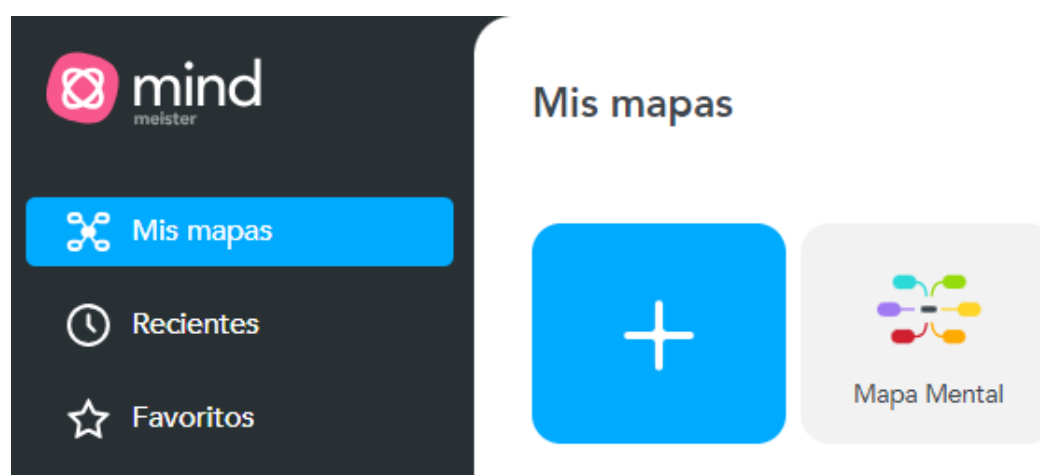 mind
meister
Mis mapas
Recientes
Favoritos
Mis mapas
Mapa Mental